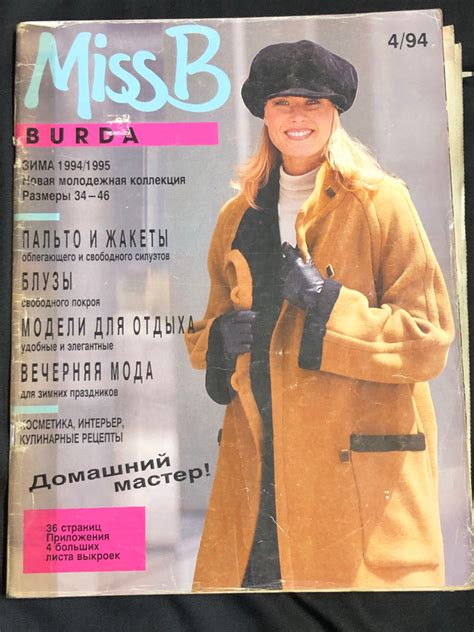 Miss B
4/94
BURDA
ЗИМА 1994/1995
Новая молодежная коллекция
Размеры 34—46
ПАЛЬТО И ЖАКЕТЫ
облегающего и свободного силуэтов
БЛУЗЫ
свободного покроя
МОДЕЛИ ДЛЯ ОТДЫХА
удобные и элегантные
ВЕЧЕРНЯЯ МОДА
для зимних праздников
КОСМЕТИКА, ИНТЕРЬЕР,
КУЛИНАРНЫЕ РЕЦЕПТЫ
Домашний
мастер!
36 страниц
Приложения
4 больших
листа выкроек